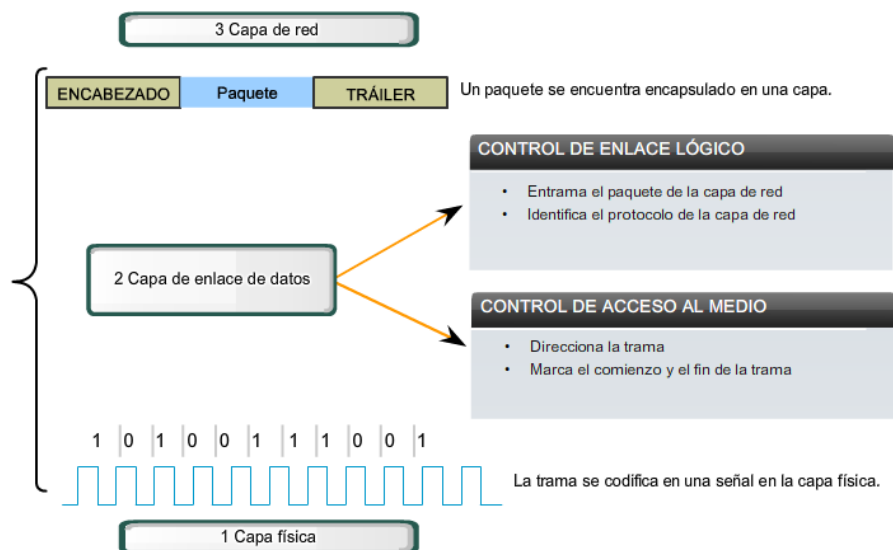 3 Capa de red
ENCABEZADO Paquete TRÁILER
Un paquete se encuentra encapsulado en una capa.
CONTROL DE ENLACE LÓGICO
• Entrama el paquete de la capa de red
• Identifica el protocolo de la capa de red
2 Capa de enlace de datos
CONTROL DE ACCESO AL MEDIO
• Direcciona la trama
• Marca el comienzo y el fin de la trama
1 0 1 0 0 1 1 1 0 0 1
La trama se codifica en una señal en la capa física.
1 Capa física